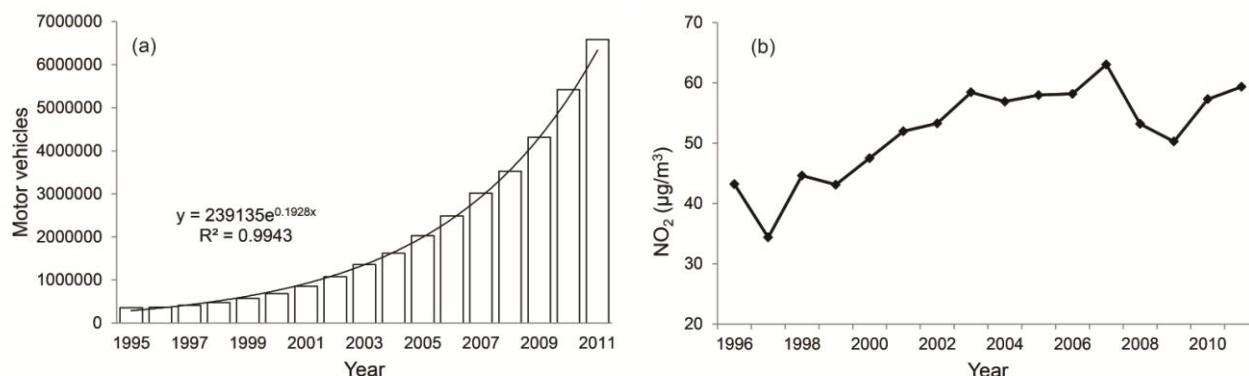 (a)
Motor vehicles
7000000
6000000
5000000
4000000
3000000
2000000
1000000
0
y = 239135e^0.1928x
R² = 0.9943
1995 1997 1999 2001 2003 2005 2007 2009 2011
Year
(b)
NO₂ (µg/m³)
70
60
50
40
30
20
1996 1998 2000 2002 2004 2006 2008 2010
Year